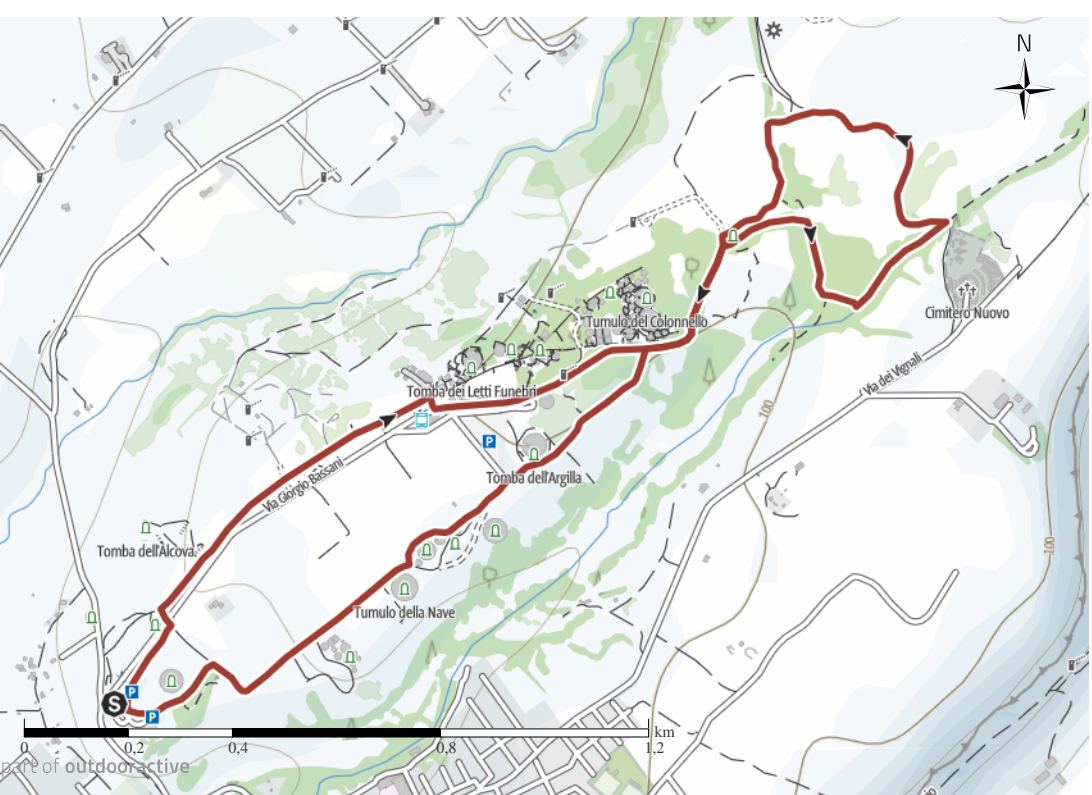 N
Tumulo del Colonnello
Cimitero Nuovo
Via dei Vignali
Tomba dei Letti Funebri
100
P
Tomba dell'Argilla
Via Giorgio Bassani
Tomba dell'Alcova
100
Tumulo della Nave
P
S
P
km
0
0,2
0,4
0,8
1,2
part of outdooractive